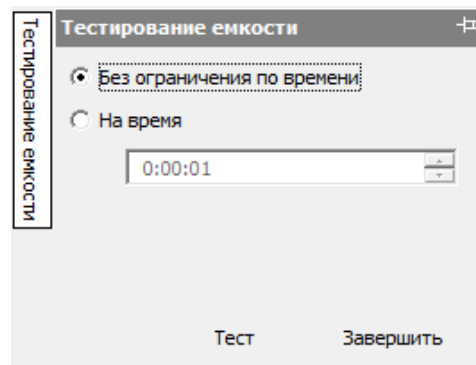 Тестирование емкости
Тестирование емкости
Без ограничения по времени
На время
0:00:01
Тест Завершить